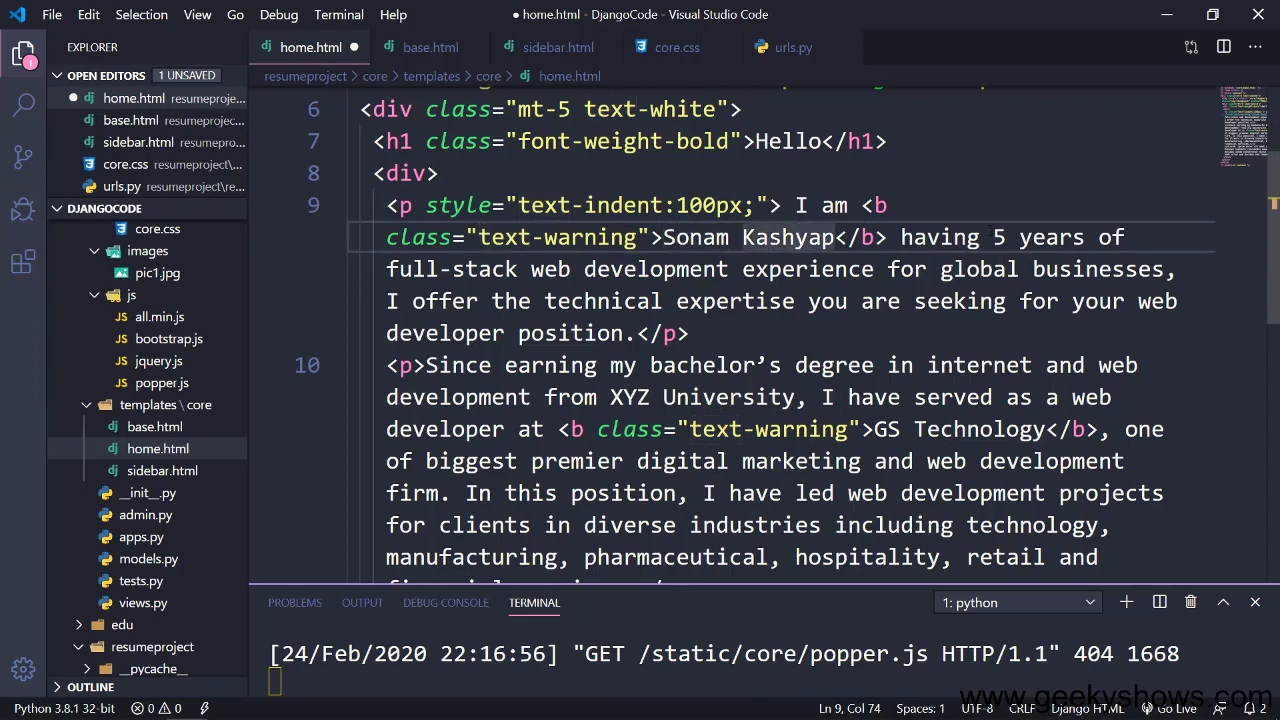 File Edit Selection View Go Debug Terminal Help
● home.html - DjangoCode - Visual Studio Code
EXPLORER
home.html ●
base.html
sidebar.html
core.css
urls.py
1
OPEN EDITORS 1 UNSAVED
resumeproject > core > templates > core > home.html
home.html resumeproje...
base.html resumeproject...
sidebar.html resumepro...
core.css resumeproject\...
urls.py resumeproject\re...
DJANGOCODE
core.css
images
pic1.jpg
js
all.min.js
bootstrap.js
jquery.js
popper.js
templates \ core
base.html
home.html
sidebar.html
__init__.py
admin.py
apps.py
models.py
tests.py
views.py
edu
resumeproject
__pycache__
OUTLINE
6 <div class="mt-5 text-white">
7 <h1 class="font-weight-bold">Hello</h1>
8 <div>
9 <p style="text-indent:100px;"> I am <b
class="text-warning">Sonam Kashyap</b> having 5 years of
full-stack web development experience for global businesses,
I offer the technical expertise you are seeking for your web
developer position.</p>
10 <p>Since earning my bachelor’s degree in internet and web
development from XYZ University, I have served as a web
developer at <b class="text-warning">GS Technology</b>, one
of biggest premier digital marketing and web development
firm. In this position, I have led web development projects
for clients in diverse industries including technology,
manufacturing, pharmaceutical, hospitality, retail and
PROBLEMS OUTPUT DEBUG CONSOLE TERMINAL
1: python
[24/Feb/2020 22:16:56] "GET /static/core/popper.js HTTP/1.1" 404 1668
www.geekyshows.com
Python 3.8.1 32-bit 0 0 Ln 9, Col 74 Spaces: 1 UTF-8 CRLF Django HTML Go Live 2